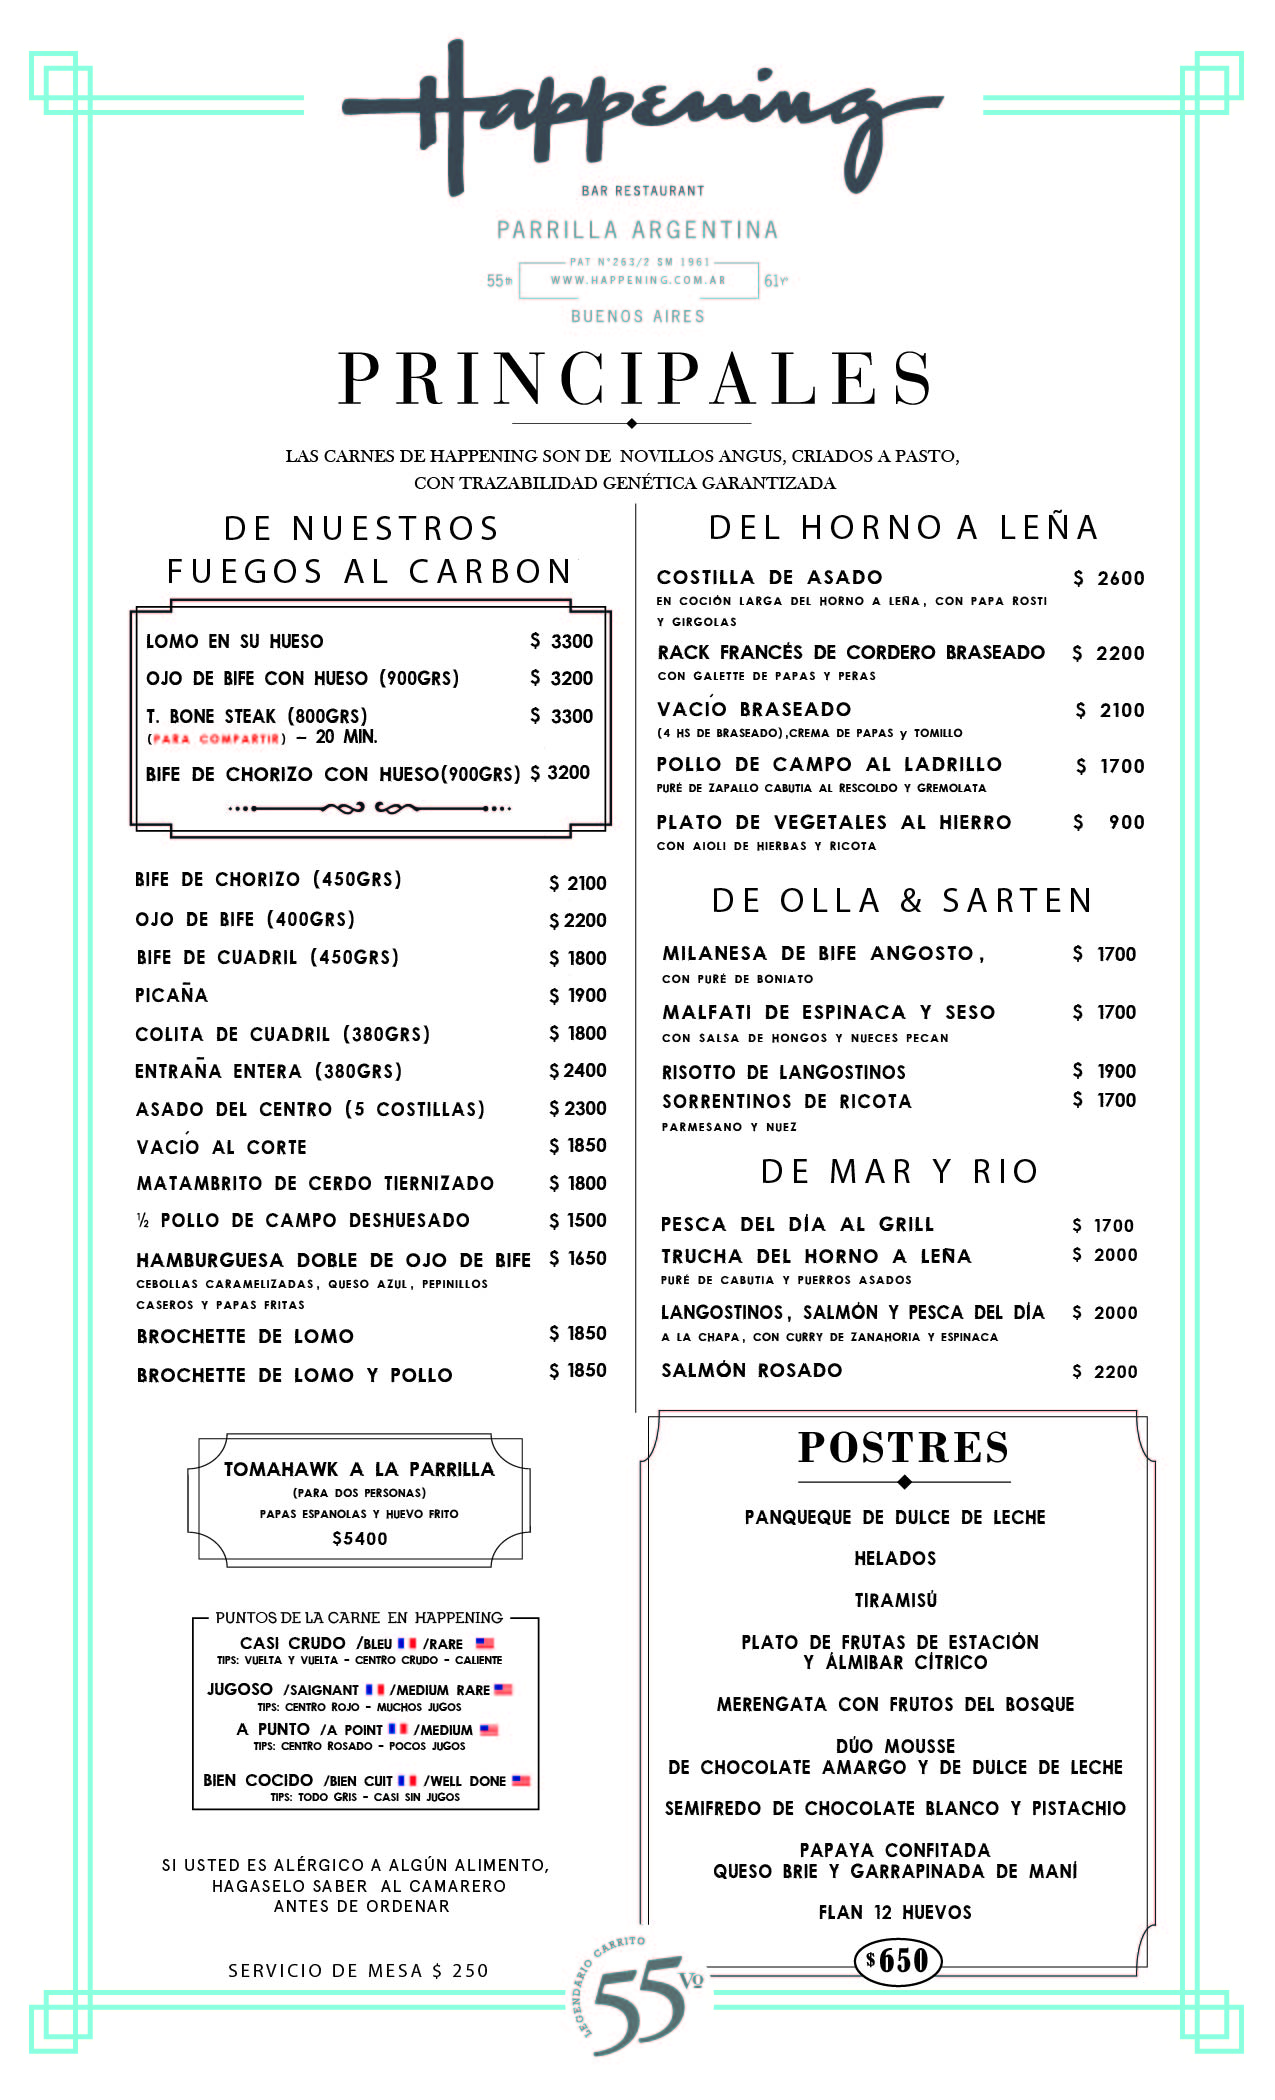 Happening
BAR RESTAURANT
PARRILLA ARGENTINA
PAT N°263/2 SM 1961
55th WWW.HAPPENING.COM.AR 61Yº
BUENOS AIRES
PRINCIPALES
LAS CARNES DE HAPPENING SON DE NOVILLOS ANGUS, CRIADOS A PASTO,
CON TRAZABILIDAD GENÉTICA GARANTIZADA
DE NUESTROS
FUEGOS AL CARBON
LOMO EN SU HUESO $ 3300
OJO DE BIFE CON HUESO (900GRS) $ 3200
T. BONE STEAK (800GRS) $ 3300
(PARA COMPARTIR) – 20 MIN.
BIFE DE CHORIZO CON HUESO(900GRS) $ 3200
BIFE DE CHORIZO (450GRS) $ 2100
OJO DE BIFE (400GRS) $ 2200
BIFE DE CUADRIL (450GRS) $ 1800
PICAÑA $ 1900
COLITA DE CUADRIL (380GRS) $ 1800
ENTRAÑA ENTERA (380GRS) $ 2400
ASADO DEL CENTRO (5 COSTILLAS) $ 2300
VACÍO AL CORTE $ 1850
MATAMBRITO DE CERDO TIERNIZADO $ 1800
½ POLLO DE CAMPO DESHUESADO $ 1500
HAMBURGUESA DOBLE DE OJO DE BIFE $ 1650
CEBOLLAS CARAMELIZADAS, QUESO AZUL, PEPINILLOS
CASEROS Y PAPAS FRITAS
BROCHETTE DE LOMO $ 1850
BROCHETTE DE LOMO Y POLLO $ 1850
TOMAHAWK A LA PARRILLA
(PARA DOS PERSONAS)
PAPAS ESPANOLAS Y HUEVO FRITO
$5400
PUNTOS DE LA CARNE EN HAPPENING
CASI CRUDO /BLEU /RARE
TIPS: VUELTA Y VUELTA - CENTRO CRUDO - CALIENTE
JUGOSO /SAIGNANT /MEDIUM RARE
TIPS: CENTRO ROJO - MUCHOS JUGOS
A PUNTO /A POINT /MEDIUM
TIPS: CENTRO ROSADO - POCOS JUGOS
BIEN COCIDO /BIEN CUIT /WELL DONE
TIPS: TODO GRIS - CASI SIN JUGOS
SI USTED ES ALÉRGICO A ALGÚN ALIMENTO,
HAGASELO SABER AL CAMARERO
ANTES DE ORDENAR
SERVICIO DE MESA $ 250
DEL HORNO A LEÑA
COSTILLA DE ASADO $ 2600
EN COCIÓN LARGA DEL HORNO A LEÑA, CON PAPA ROSTI
Y GIRGOLAS
RACK FRANCÉS DE CORDERO BRASEADO $ 2200
CON GALETTE DE PAPAS Y PERAS
VACÍO BRASEADO $ 2100
(4 HS DE BRASEADO),CREMA DE PAPAS y TOMILLO
POLLO DE CAMPO AL LADRILLO $ 1700
PURÉ DE ZAPALLO CABUTIA AL RESCOLDO Y GREMOLATA
PLATO DE VEGETALES AL HIERRO $ 900
CON AIOLI DE HIERBAS Y RICOTA
DE OLLA & SARTEN
MILANESA DE BIFE ANGOSTO, $ 1700
CON PURÉ DE BONIATO
MALFATI DE ESPINACA Y SESO $ 1700
CON SALSA DE HONGOS Y NUECES PECAN
RISOTTO DE LANGOSTINOS $ 1900
SORRENTINOS DE RICOTA $ 1700
PARMESANO Y NUEZ
DE MAR Y RIO
PESCA DEL DÍA AL GRILL $ 1700
TRUCHA DEL HORNO A LEÑA $ 2000
PURÉ DE CABUTIA Y PUERROS ASADOS
LANGOSTINOS, SALMÓN Y PESCA DEL DÍA $ 2000
A LA CHAPA, CON CURRY DE ZANAHORIA Y ESPINACA
SALMÓN ROSADO $ 2200
POSTRES
PANQUEQUE DE DULCE DE LECHE
HELADOS
TIRAMISÚ
PLATO DE FRUTAS DE ESTACIÓN
Y ÁLMIBAR CÍTRICO
MERENGATA CON FRUTOS DEL BOSQUE
DÚO MOUSSE
DE CHOCOLATE AMARGO Y DE DULCE DE LECHE
SEMIFREDO DE CHOCOLATE BLANCO Y PISTACHIO
PAPAYA CONFITADA
QUESO BRIE Y GARRAPINADA DE MANÍ
FLAN 12 HUEVOS
$650
LEGENDARIO CARRITO
55 Vº